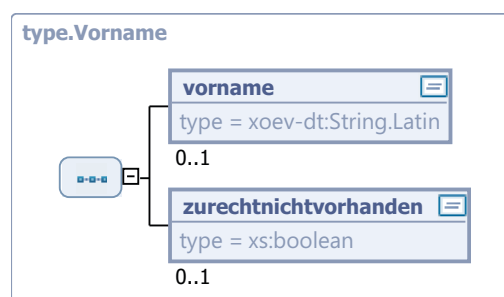 type.Vorname
vorname
type = xoev-dt:String.Latin
0..1
zurechtnichtvorhanden
type = xs:boolean
0..1